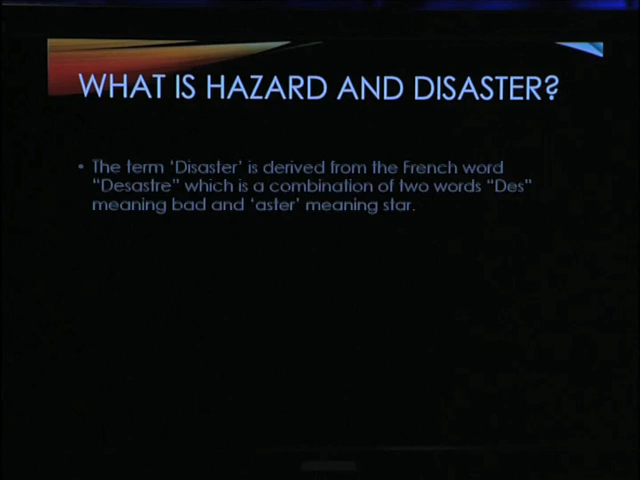 WHAT IS HAZARD AND DISASTER?
• The term ‘Disaster’ is derived from the French word
“Desastre” which is a combination of two words “Des”
meaning bad and ‘aster’ meaning star.